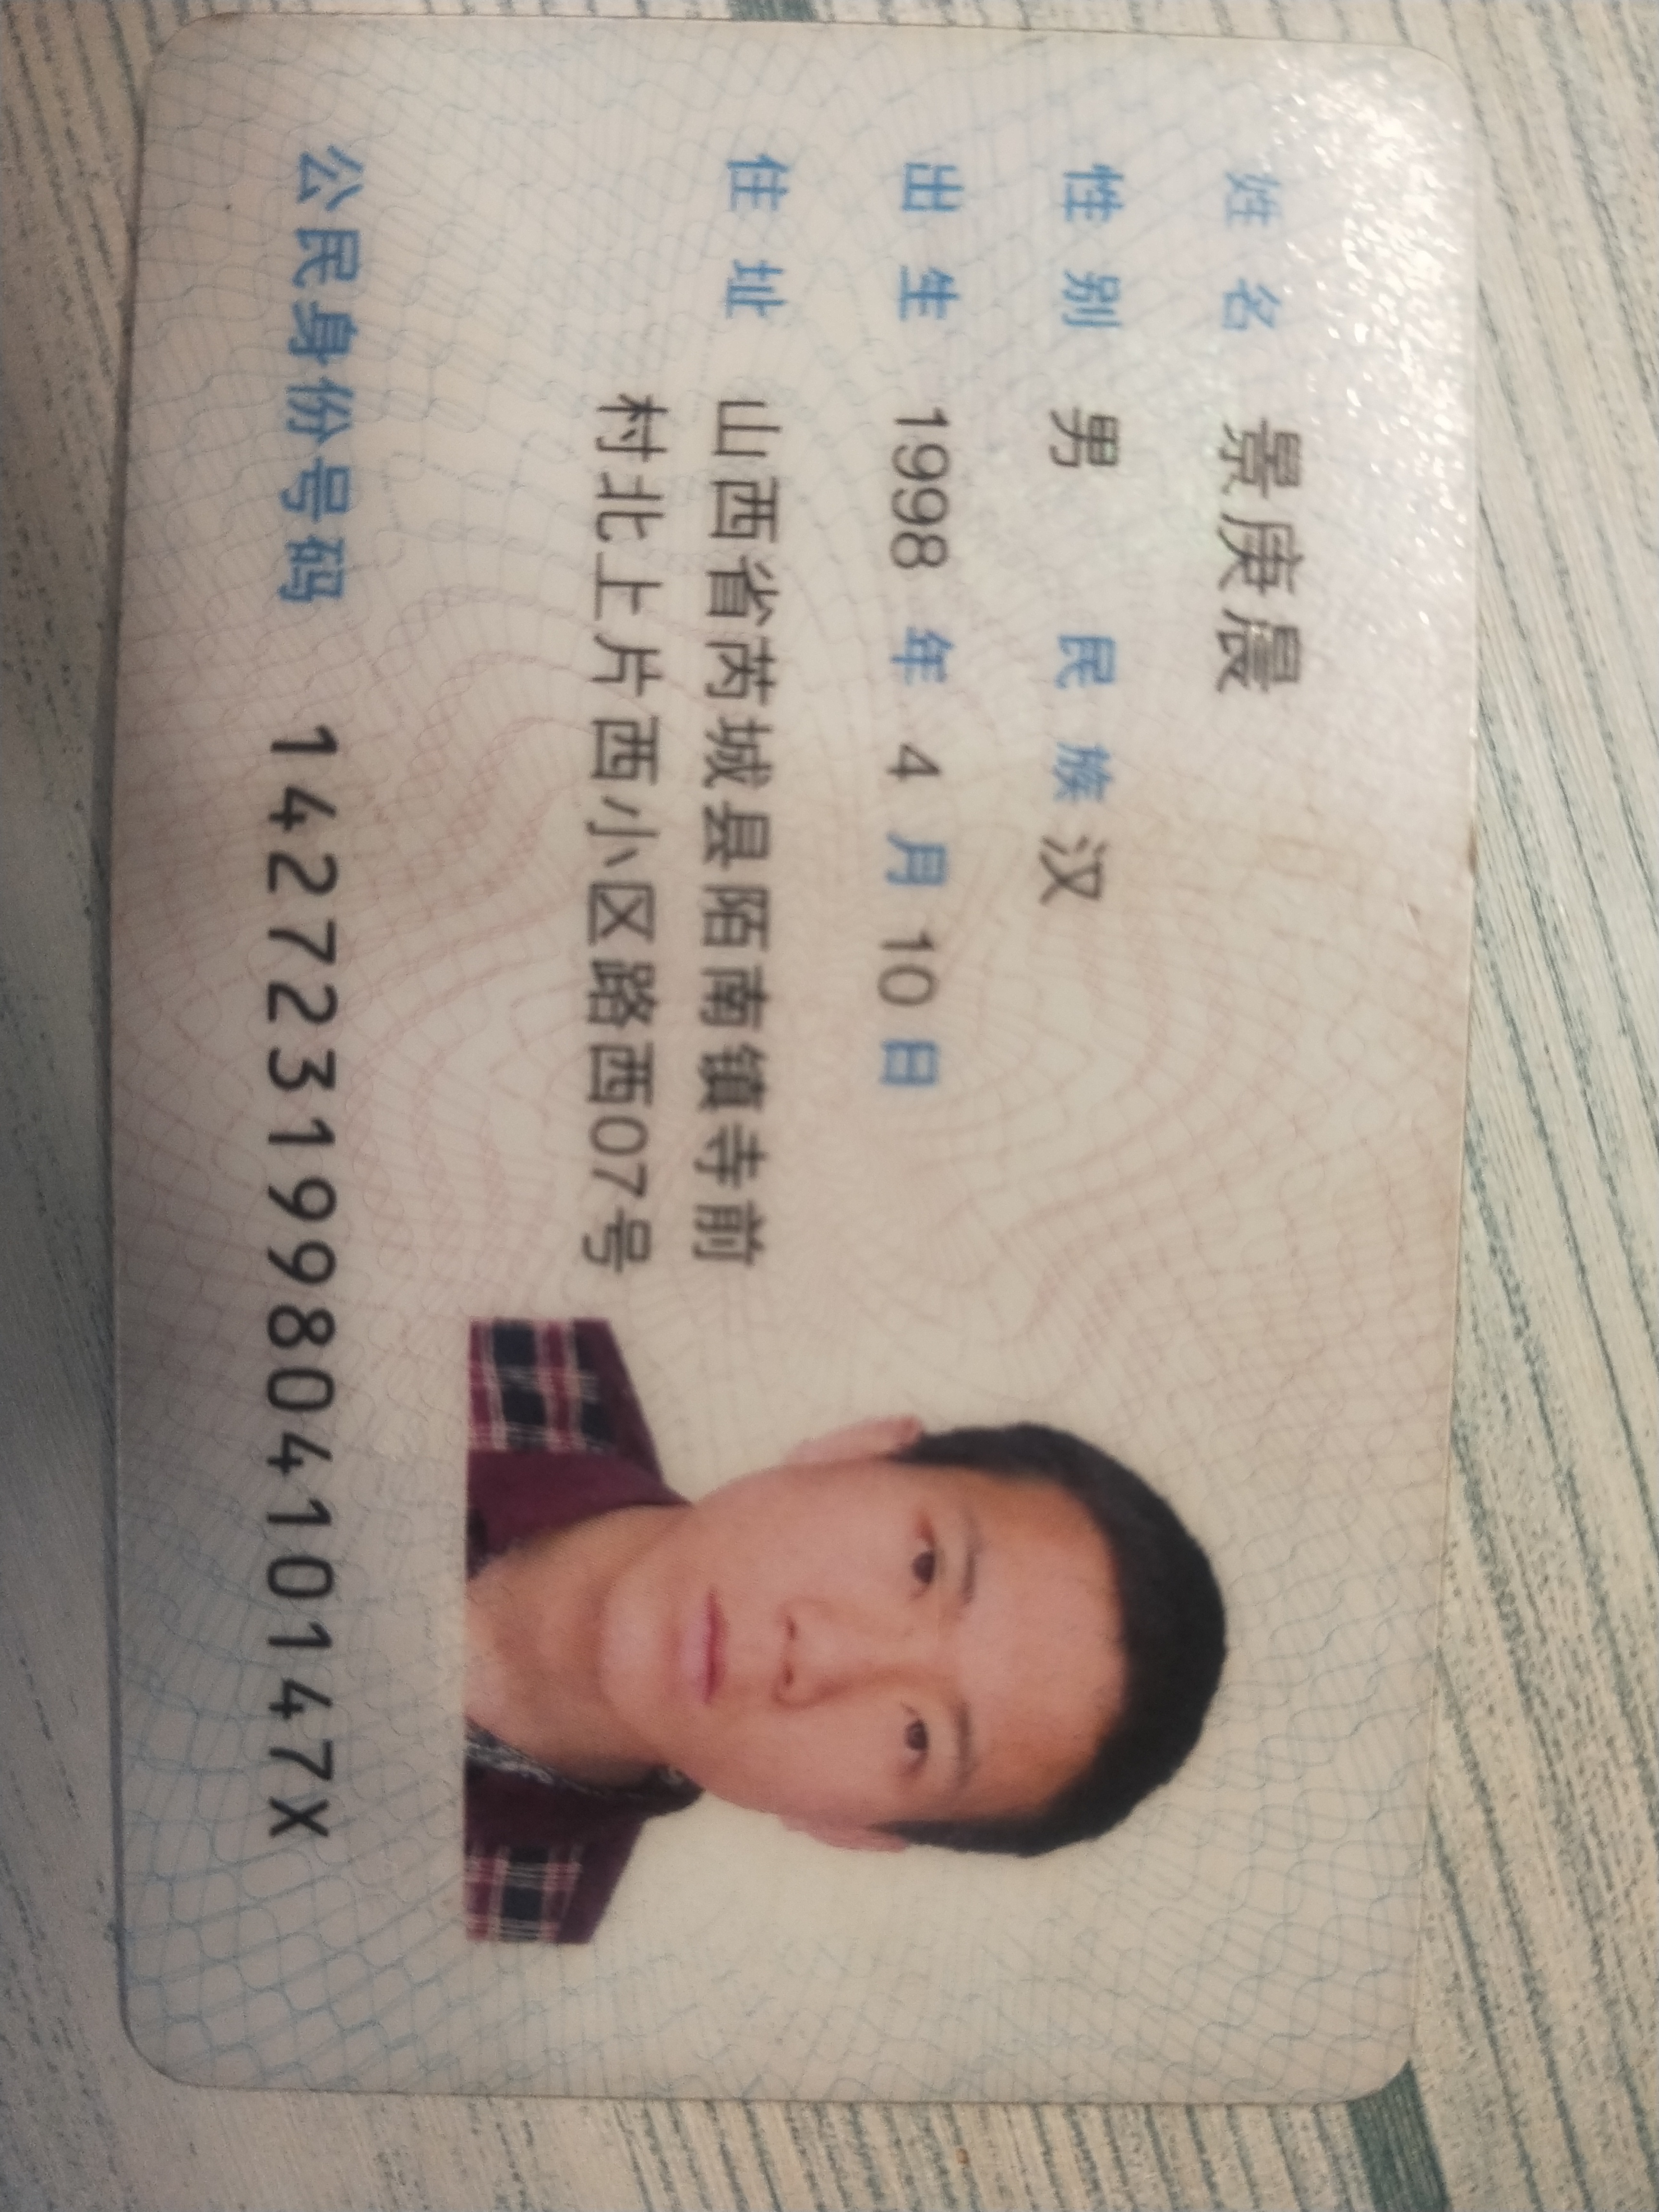 姓名 景庚晨
性别 男 民族 汉
出生 1998 年 4 月 10 日
住址 山西省芮城县陌南镇寺前
村北上片西小区路西07号
公民身份号码 14272319980410147X